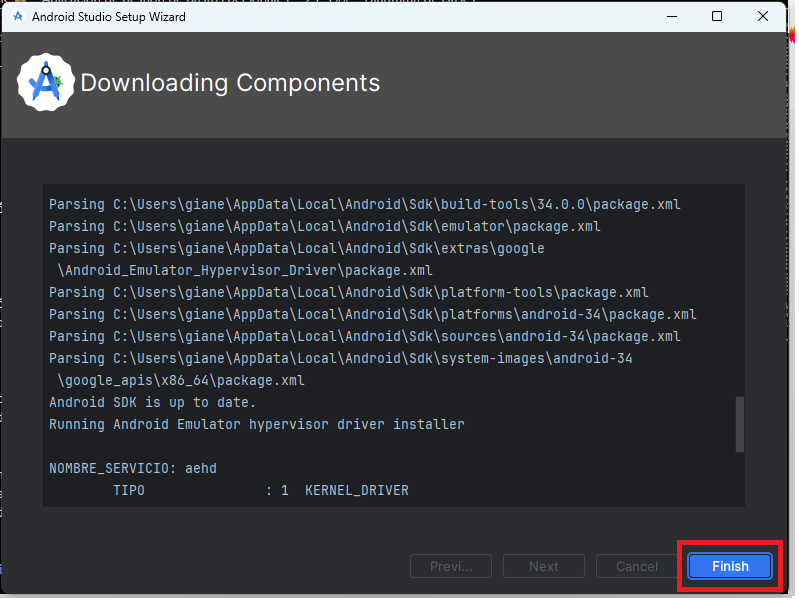 Android Studio Setup Wizard
Downloading Components
Parsing C:\Users\giane\AppData\Local\Android\Sdk\build-tools\34.0.0\package.xml
Parsing C:\Users\giane\AppData\Local\Android\Sdk\emulator\package.xml
Parsing C:\Users\giane\AppData\Local\Android\Sdk\extras\google
\Android_Emulator_Hypervisor_Driver\package.xml
Parsing C:\Users\giane\AppData\Local\Android\Sdk\platform-tools\package.xml
Parsing C:\Users\giane\AppData\Local\Android\Sdk\platforms\android-34\package.xml
Parsing C:\Users\giane\AppData\Local\Android\Sdk\sources\android-34\package.xml
Parsing C:\Users\giane\AppData\Local\Android\Sdk\system-images\android-34
\google_apis\x86_64\package.xml
Android SDK is up to date.
Running Android Emulator hypervisor driver installer
NOMBRE_SERVICIO: aehd
TIPO : 1 KERNEL_DRIVER
Previ... Next Cancel Finish